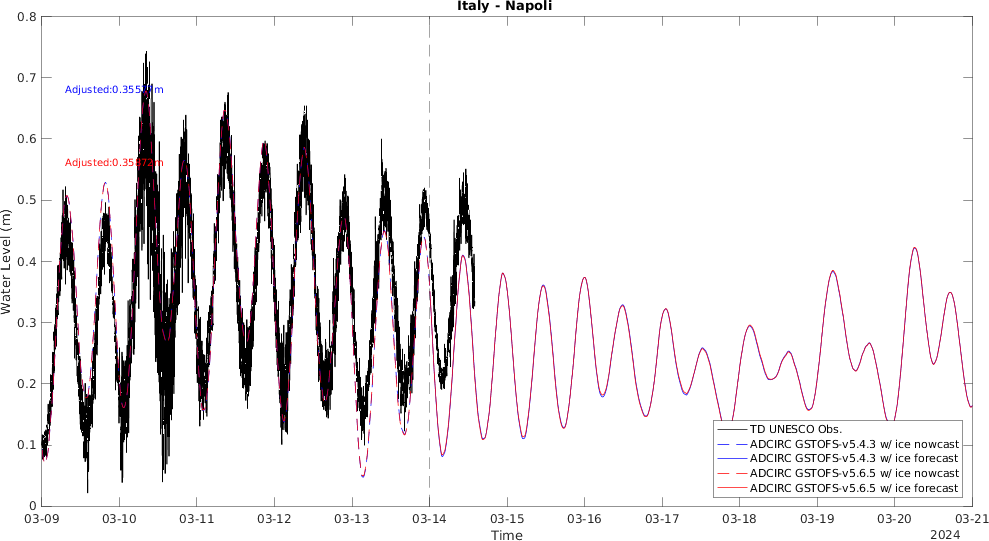 Italy - Napoli
0.8
0.7
0.6
0.5
0.4
0.3
0.2
0.1
0
Water Level (m)
Adjusted:0.35872m
TD UNESCO Obs.
ADCIRC GSTOFS-v5.4.3 w/ ice nowcast
ADCIRC GSTOFS-v5.4.3 w/ ice forecast
ADCIRC GSTOFS-v5.6.5 w/ ice nowcast
ADCIRC GSTOFS-v5.6.5 w/ ice forecast
03-09 03-10 03-11 03-12 03-13 03-14 03-15 03-16 03-17 03-18 03-19 03-20 03-21
Time
2024